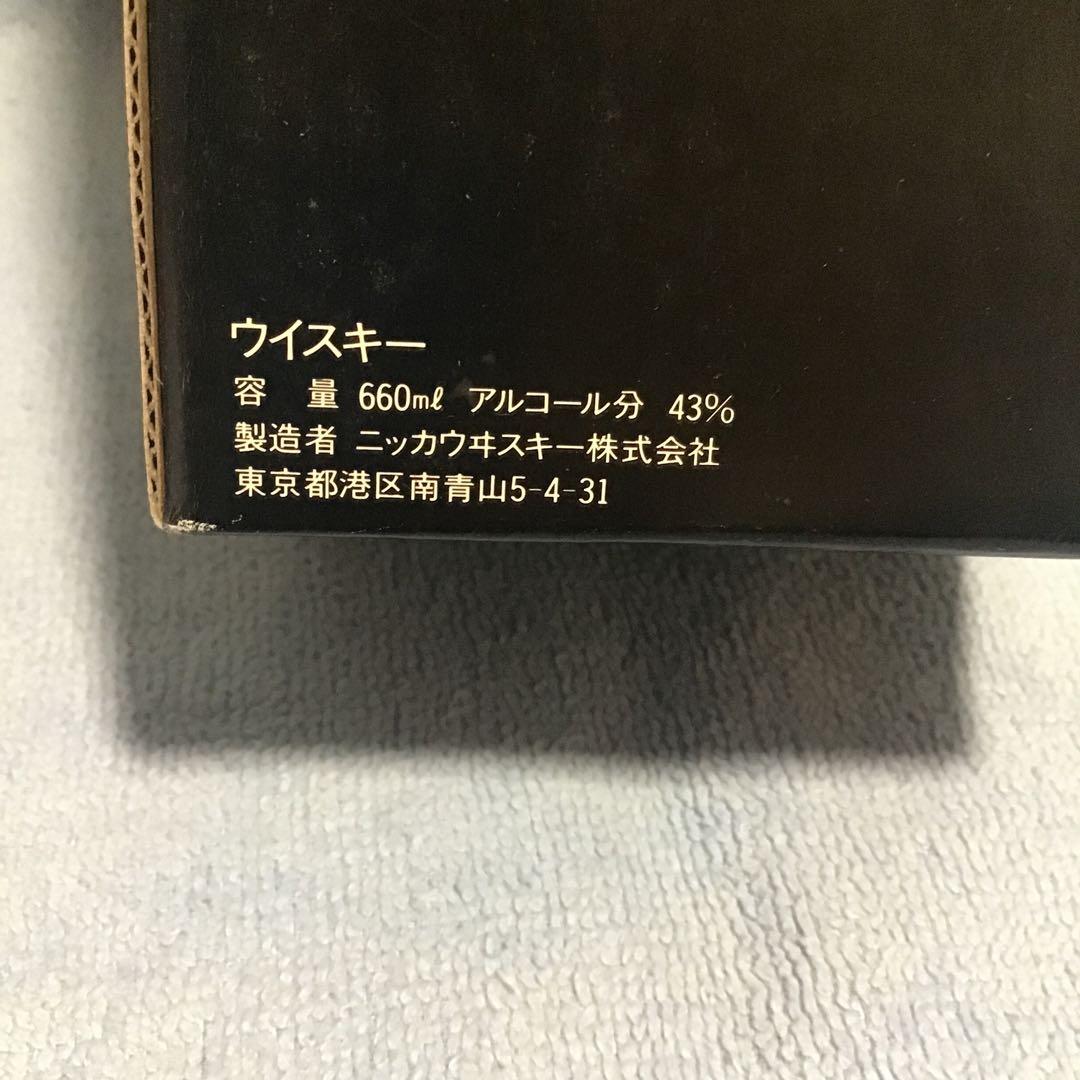 ウイスキー
容 量 660mℓ アルコール分 43%
製造者 ニッカウヰスキー株式会社
東京都港区南青山5-4-31